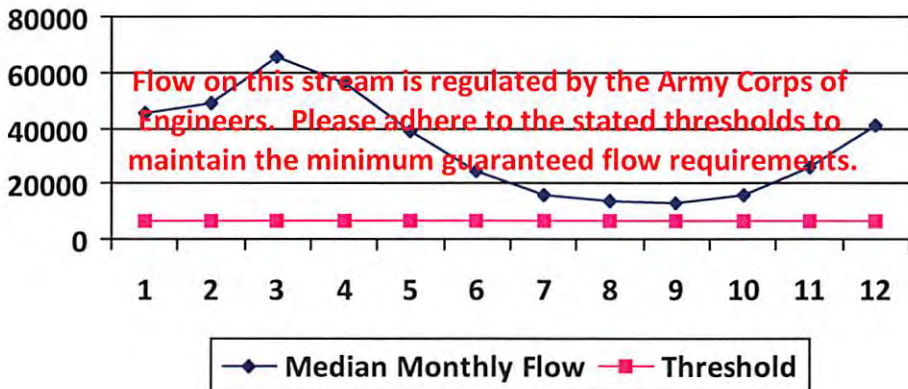 80000
60000
40000
20000
0
Flow on this stream is regulated by the Army Corps of
Engineers. Please adhere to the stated thresholds to
maintain the minimum guaranteed flow requirements.
1 2 3 4 5 6 7 8 9 10 11 12
Median Monthly Flow Threshold